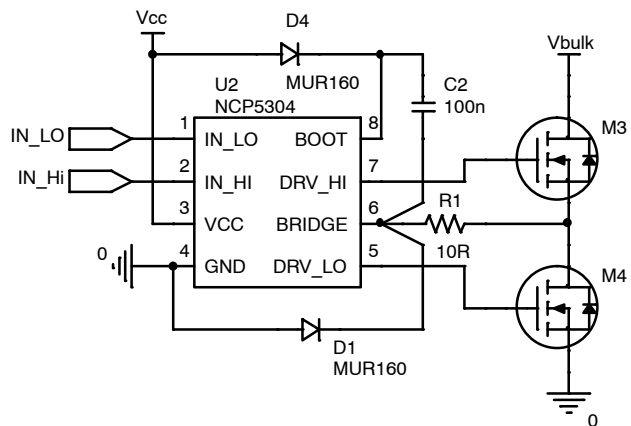 Vcc
D4
MUR160
Vbulk
U2
NCP5304
C2
100n
M3
IN_LO
1
IN_LO
BOOT
8
IN_Hi
2
IN_HI
DRV_HI
7
3
VCC
BRIDGE
6
R1
10R
0
4
GND
DRV_LO
5
M4
D1
MUR160
0